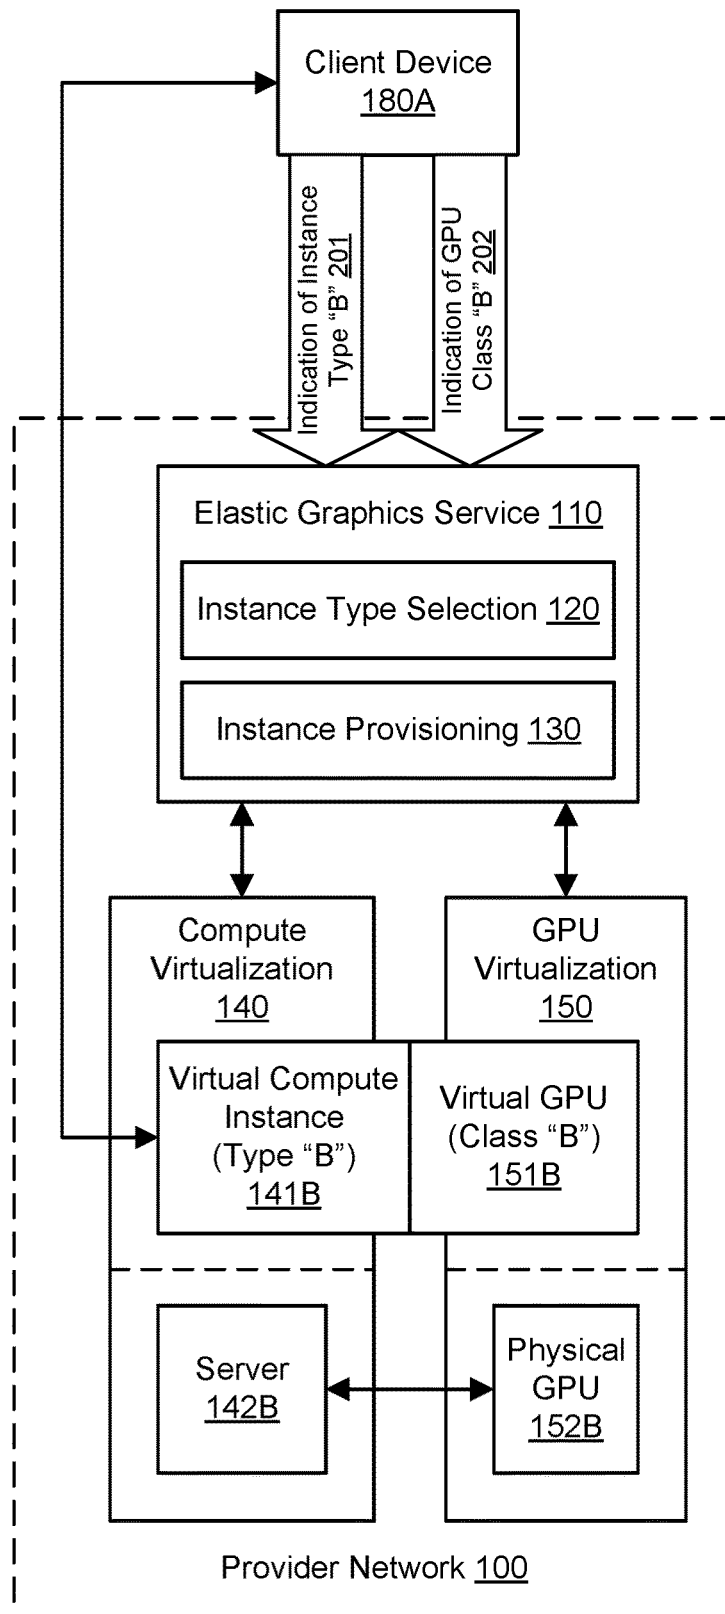 Client Device
180A
Indication of Instance
Type “B” 201
Indication of GPU
Class “B” 202
Elastic Graphics Service 110
Instance Type Selection 120
Instance Provisioning 130
Compute
Virtualization
140
GPU
Virtualization
150
Virtual Compute
Instance
(Type “B”)
141B
Virtual GPU
(Class “B”)
151B
Server
142B
Physical
GPU
152B
Provider Network 100